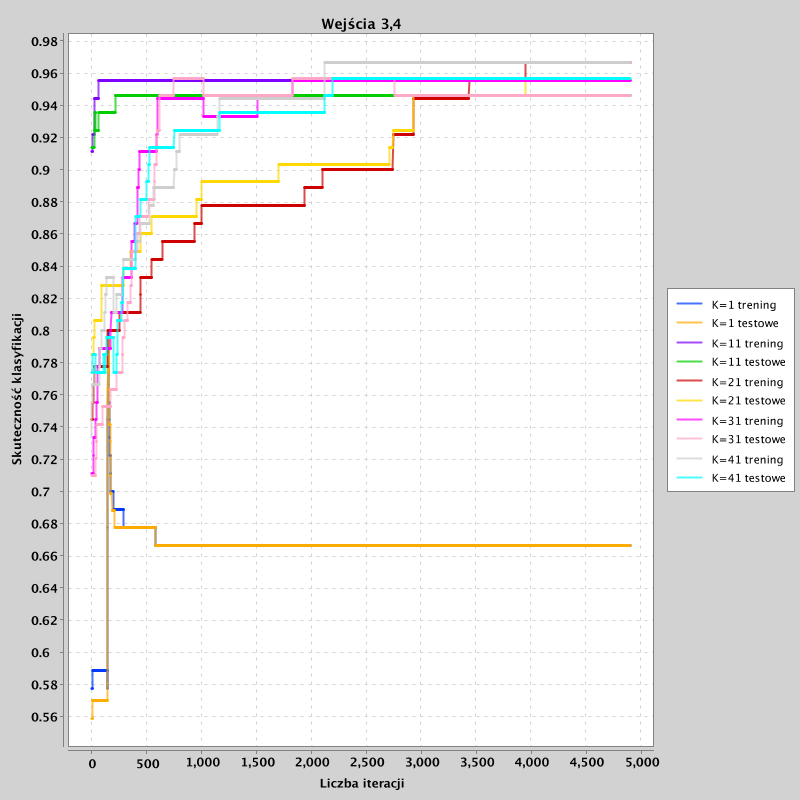 Wejścia 3,4
Skuteczność klasyfikacji
0.98
0.96
0.94
0.92
0.9
0.88
0.86
0.84
0.82
0.8
0.78
0.76
0.74
0.72
0.7
0.68
0.66
0.64
0.62
0.6
0.58
0.56
0 500 1,000 1,500 2,000 2,500 3,000 3,500 4,000 4,500 5,000
Liczba iteracji
K=1 trening
K=1 testowe
K=11 trening
K=11 testowe
K=21 trening
K=21 testowe
K=31 trening
K=31 testowe
K=41 trening
K=41 testowe